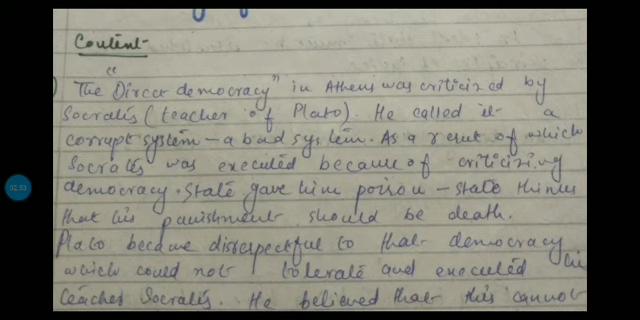 Content-
The "Direct democracy" in Athens was criticized by
Socrates (teacher of Plato). He called it a
corrupt system - a bad system. As a result of which
Socrates was executed because of criticizing
democracy. State gave him poison - state thinks
that his punishment should be death.
Plato became disrespectful to that democracy
which could not tolerate and executed his
teacher Socrates. He believed that this cannot
02:53